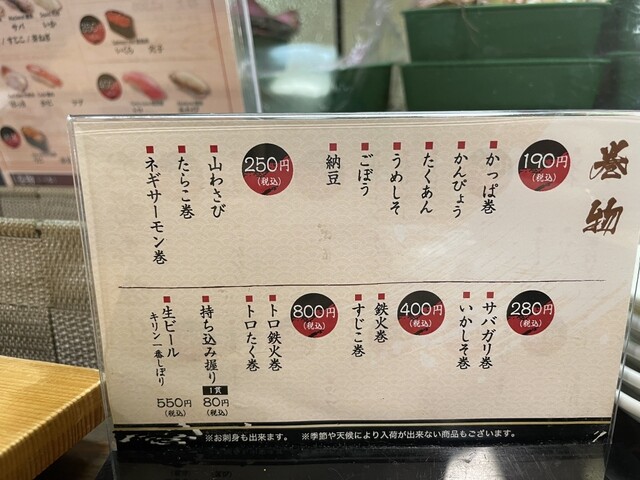 巻物
190円
(税込)
かっぱ巻
かんぴょう
たくあん
うめしそ
ごぼう
納豆
250円
(税込)
山わさび
たらこ巻
ネギサーモン巻
280円
(税込)
サバガリ巻
いかしそ巻
400円
(税込)
鉄火巻
すじこ巻
800円
(税込)
トロ鉄火巻
トロたく巻
持ち込み握り
1貫
80円
(税込)
生ビール
キリン一番しぼり
550円
(税込)
※お刺身も出来ます。 ※季節や天候により入荷が出来ない商品もございます。